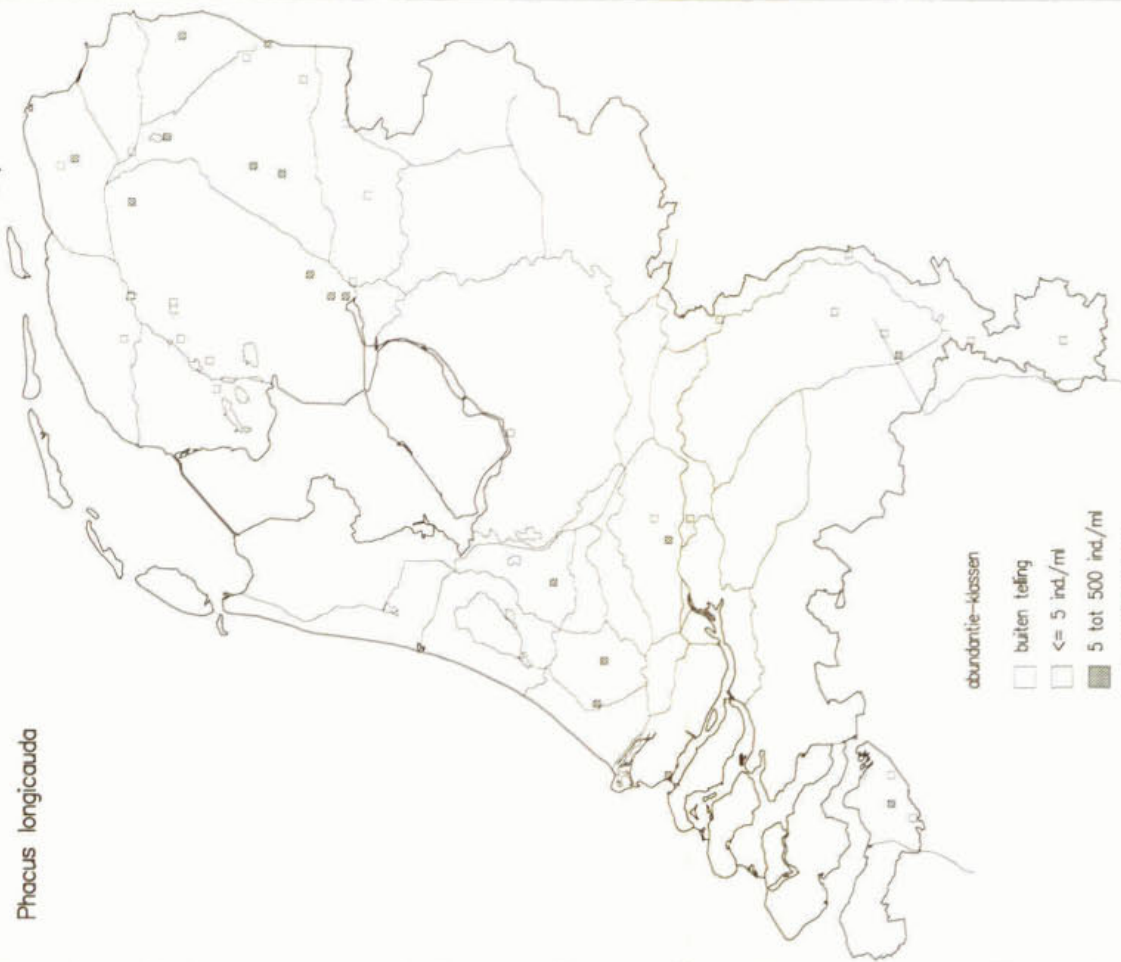 Phacus longicauda
abundantie-klassen
buiten telling
<= 5 ind./ml
5 tot 500 ind./ml